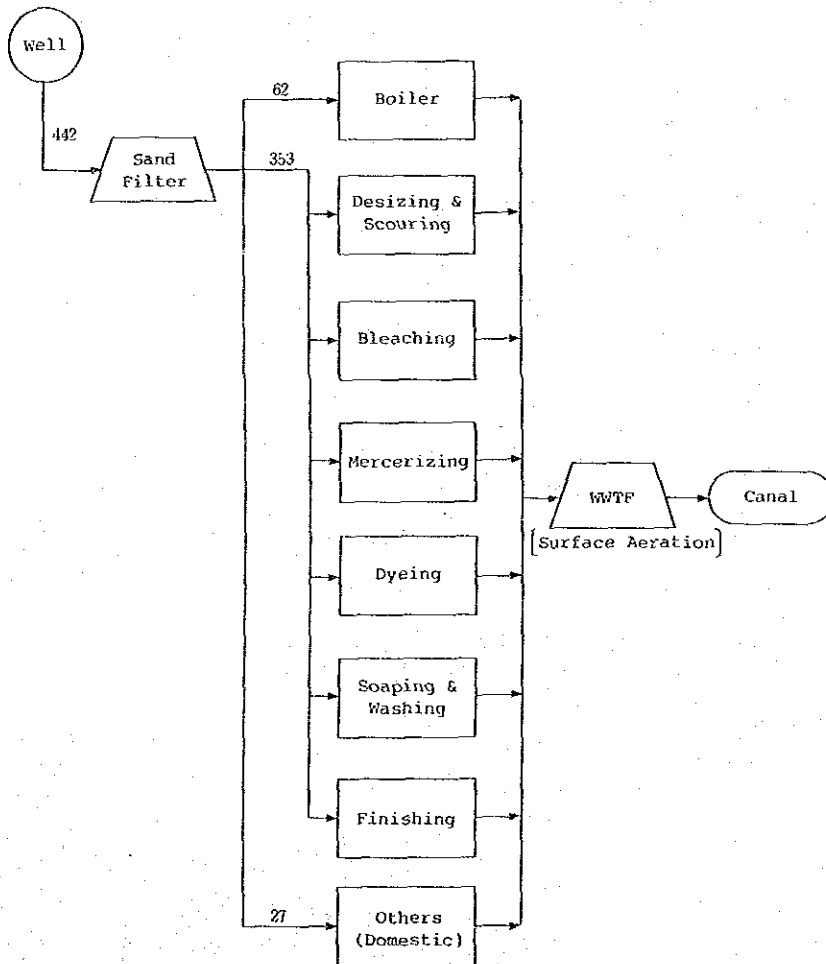 Well
442
Sand
Filter
62
353
Boiler
Desizing &
Scouring
Bleaching
Mercerizing
Dyeing
Soaping &
Washing
Finishing
27
Others
(Domestic)
WWTF
[Surface Aeration]
Canal